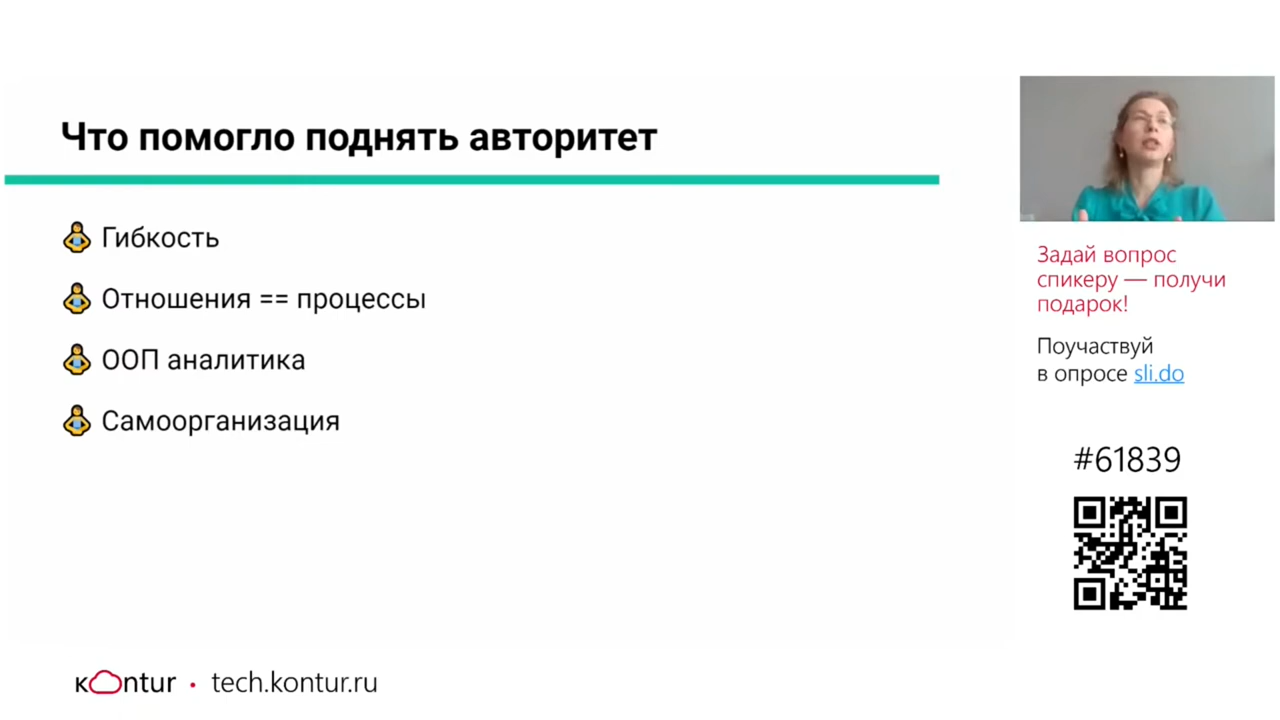 Что помогло поднять авторитет
Гибкость
Отношения == процессы
ООП аналитика
Самоорганизация
Задай вопрос
спикеру — получи
подарок!
Поучаствуй
в опросе sli.do
#61839
контur • tech.kontur.ru